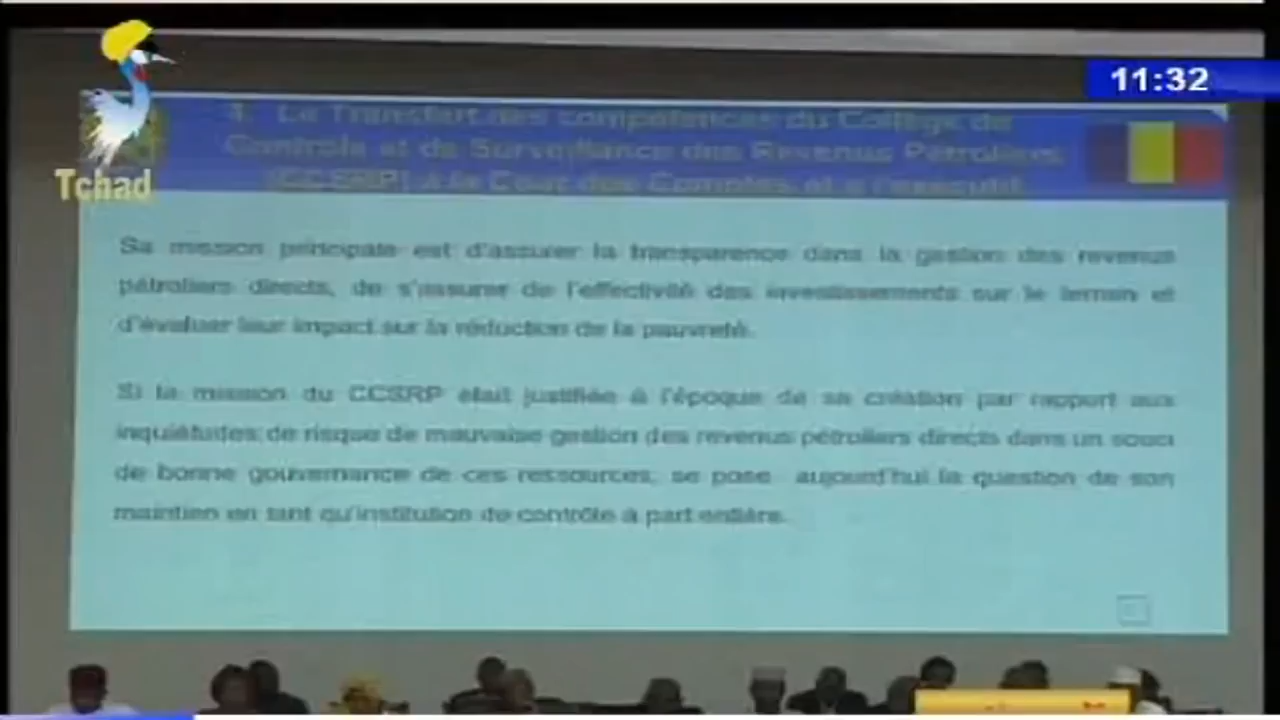 11:32
Tchad
1. Le Transfert des compétences du Collège de
Contrôle et de Surveillance des Revenus Pétroliers
(CCSRP) à la Cour des Comptes et à l'exécutif
Sa mission principale est d'assurer la transparence dans la gestion des revenus
pétroliers directs, de s'assurer de l'effectivité des investissements sur le terrain et
d'évaluer leur impact sur la réduction de la pauvreté.
Si la mission du CCSRP était justifiée à l'époque de sa création par rapport aux
inquiétudes de risque de mauvaise gestion des revenus pétroliers directs dans un souci
de bonne gouvernance de ces ressources, se pose aujourd'hui la question de son
maintien en tant qu'institution de contrôle à part entière.